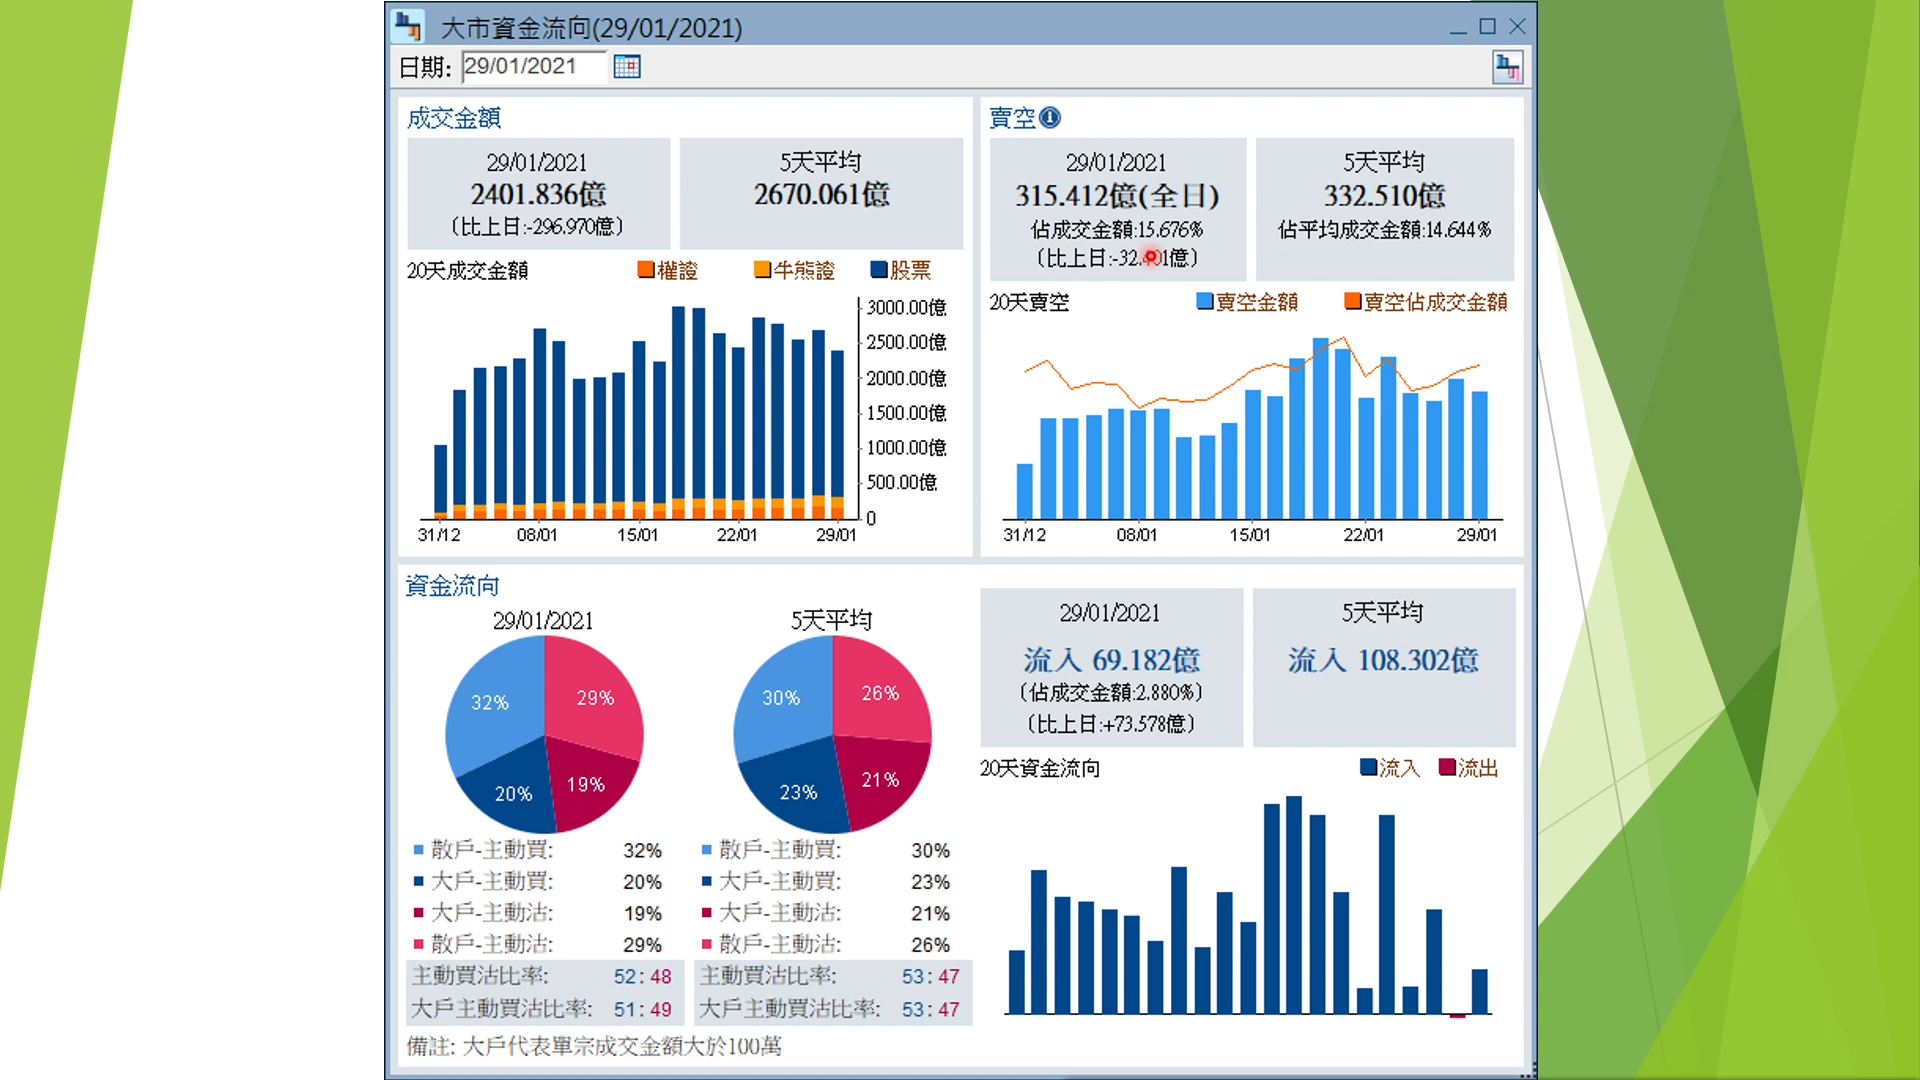 大市資金流向(29/01/2021)
日期: 29/01/2021
成交金額
29/01/2021
2401.836億
(比上日:-296.970億)
5天平均
2670.061億
20天成交金額
權證
牛熊證
股票
3000.00億
2500.00億
2000.00億
1500.00億
1000.00億
500.00億
0
31/12 08/01 15/01 22/01 29/01
賣空
29/01/2021
315.412億(全日)
佔成交金額:15.676%
(比上日:-32.
1億)
5天平均
332.510億
佔平均成交金額:14.644%
20天賣空
賣空金額
賣空佔成交金額
31/12 08/01 15/01 22/01 29/01
資金流向
29/01/2021
32%
29%
20%
19%
散戶-主動買: 32%
大戶-主動買: 20%
大戶-主動沽: 19%
散戶-主動沽: 29%
主動買沽比率: 52:48
大戶主動買沽比率: 51:49
5天平均
30%
26%
23%
21%
散戶-主動買: 30%
大戶-主動買: 23%
大戶-主動沽: 21%
散戶-主動沽: 26%
主動買沽比率: 53:47
大戶主動買沽比率: 53:47
備註: 大戶代表單宗成交金額大於100萬
29/01/2021
流入 69.182億
(佔成交金額:2.880%)
(比上日:+73.578億)
5天平均
流入 108.302億
20天資金流向
流入
流出